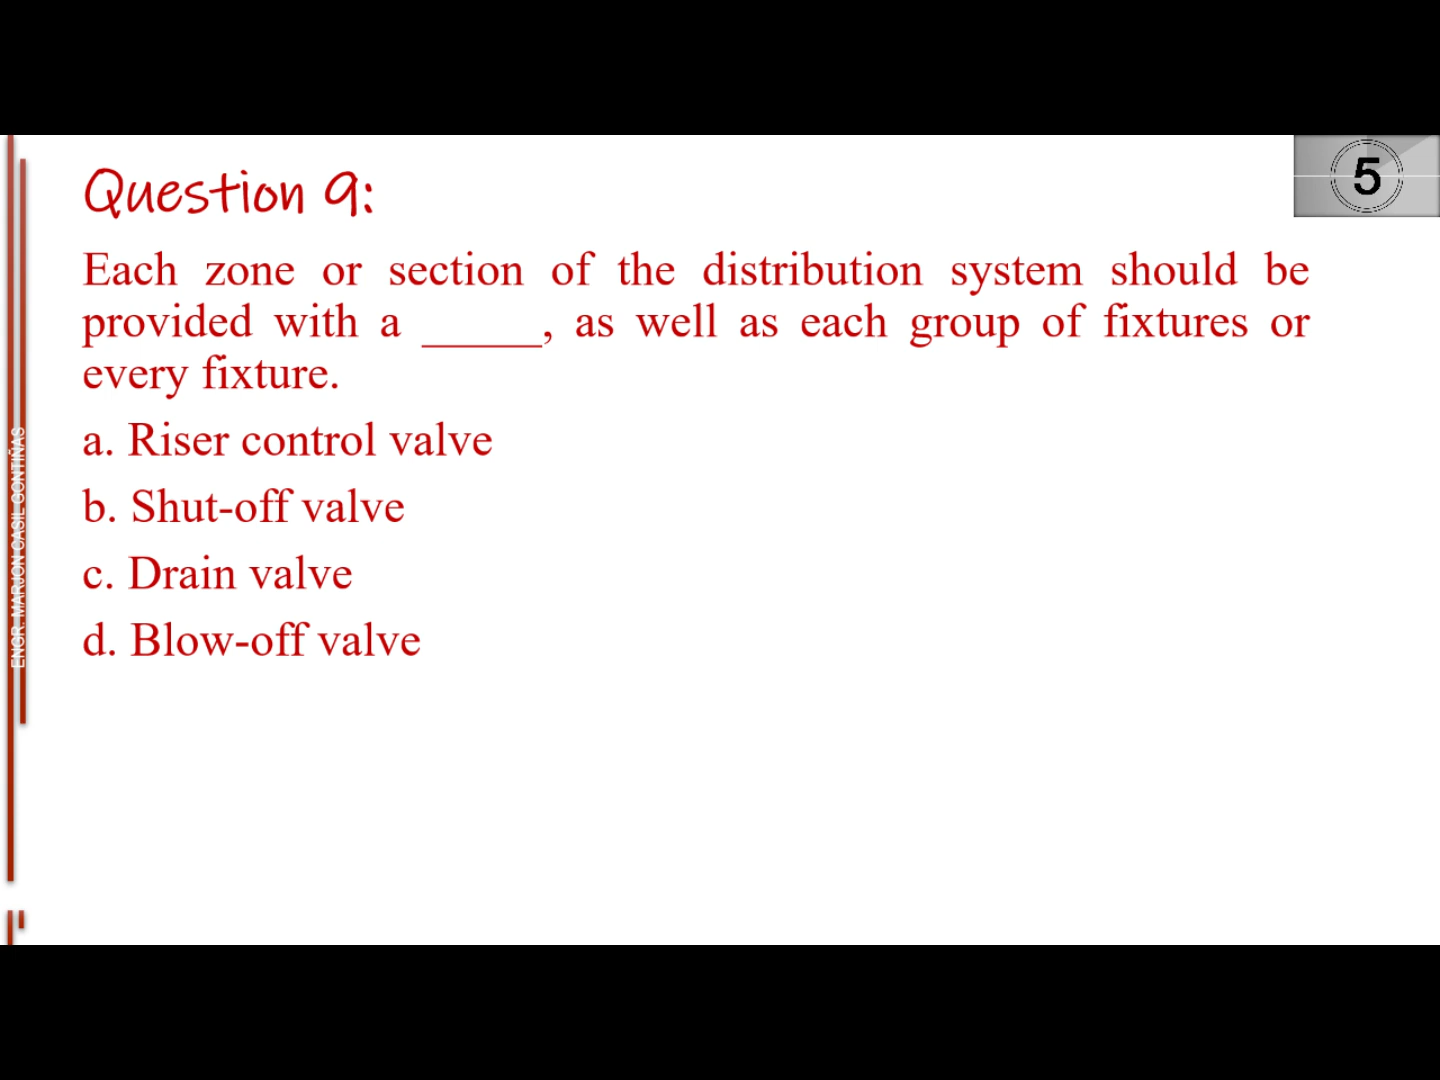 Question 9:
5
Each zone or section of the distribution system should be
provided with a _____, as well as each group of fixtures or
every fixture.
a. Riser control valve
b. Shut-off valve
c. Drain valve
d. Blow-off valve
ENGR. MARJON CASIL GONTIÑAS